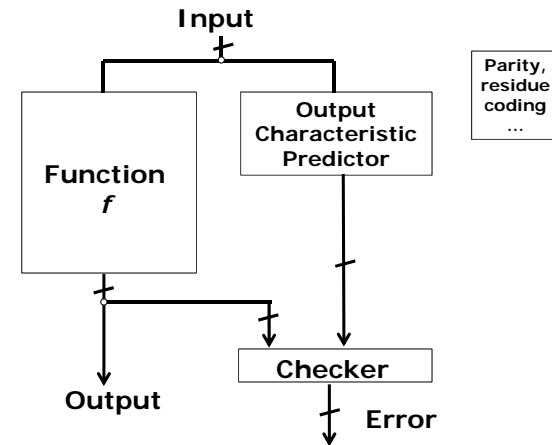 Input
Parity,
residue
coding
...
Output
Characteristic
Predictor
Function
f
Checker
Output
Error